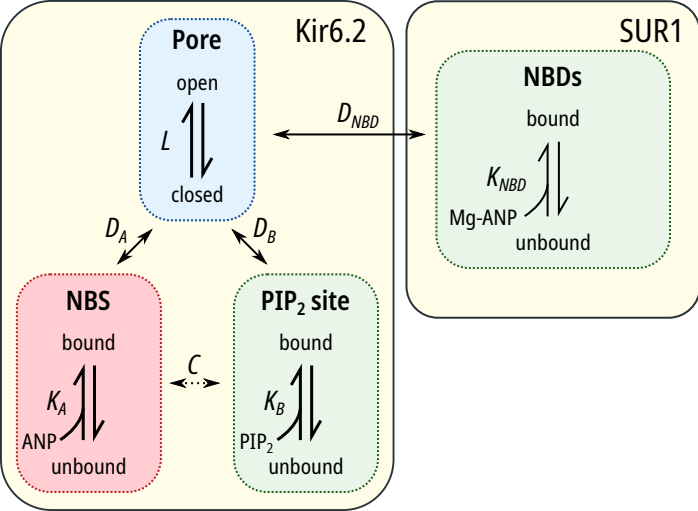 Kir6.2
Pore
open
L
closed
D_A
D_B
D_NBD
SUR1
NBDs
bound
K_NBD
Mg-ANP
unbound
NBS
bound
K_A
ANP
unbound
C
PIP₂ site
bound
K_B
PIP₂
unbound